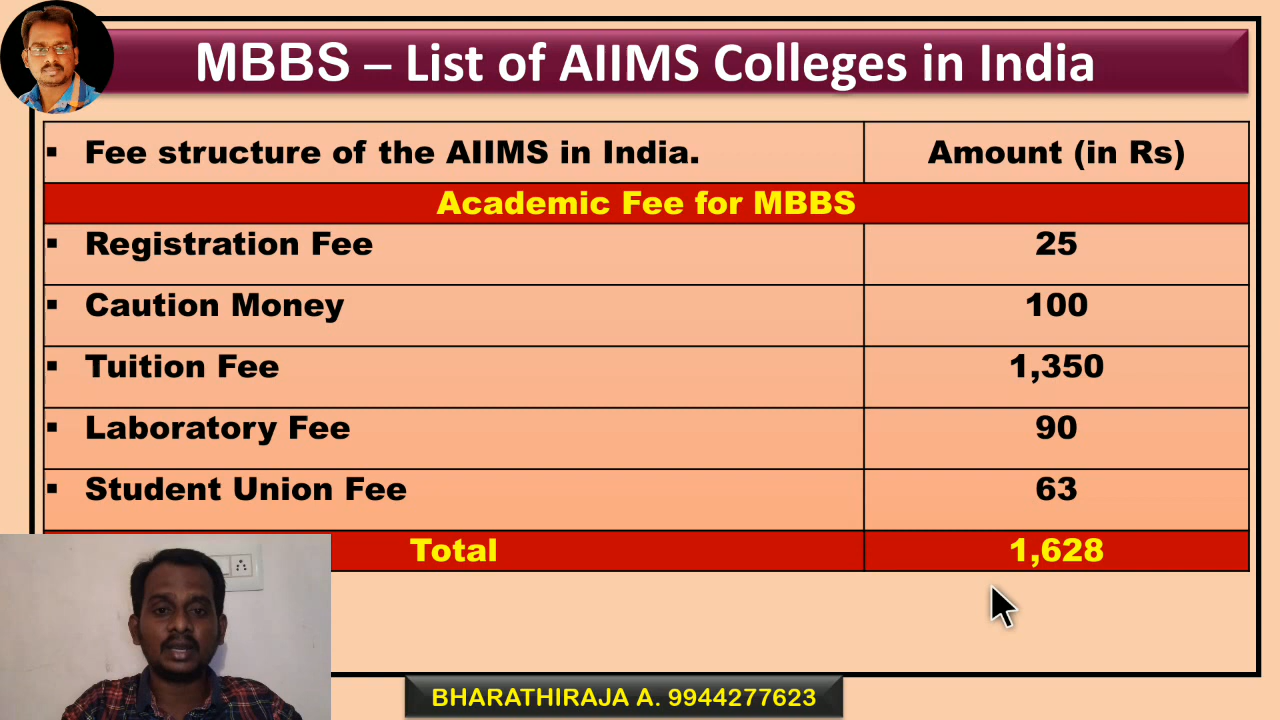 MBBS – List of AIIMS Colleges in India
▪ Fee structure of the AIIMS in India. Amount (in Rs)
Academic Fee for MBBS
▪ Registration Fee 25
▪ Caution Money 100
▪ Tuition Fee 1,350
▪ Laboratory Fee 90
▪ Student Union Fee 63
Total 1,628
BHARATHIRAJA A. 9944277623